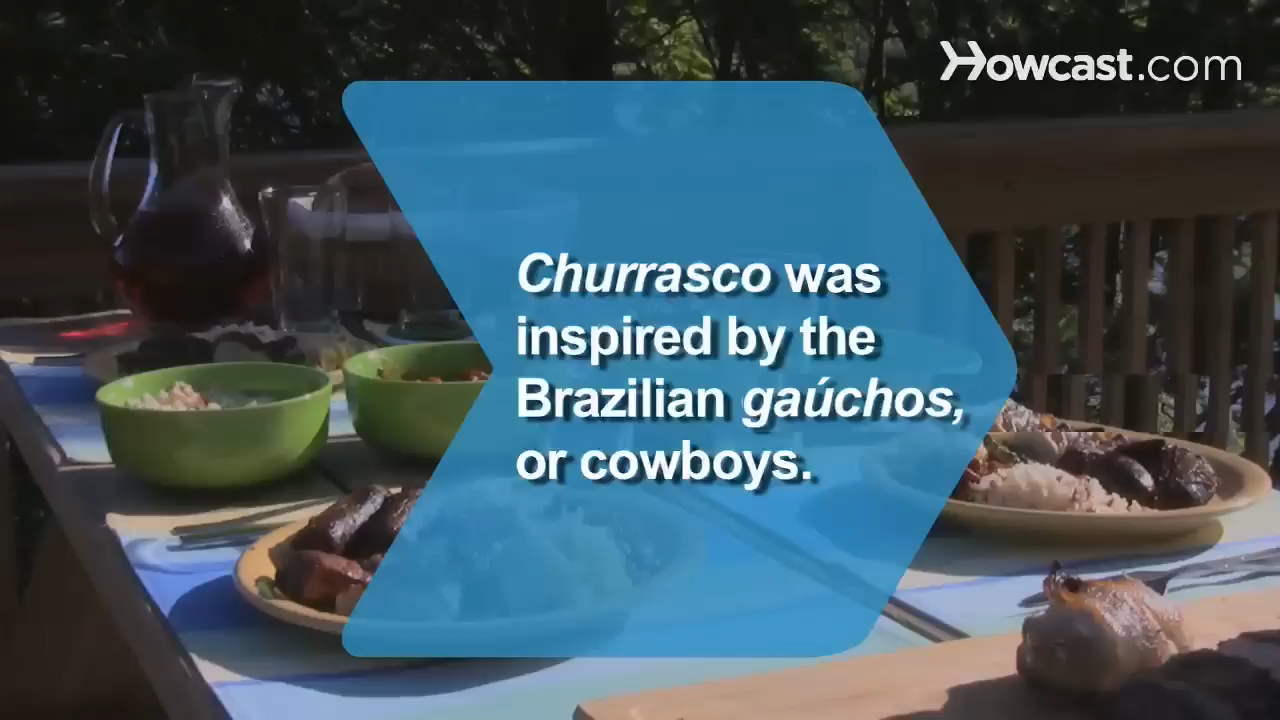 Howcast.com
Churrasco was
inspired by the
Brazilian gaúchos,
or cowboys.